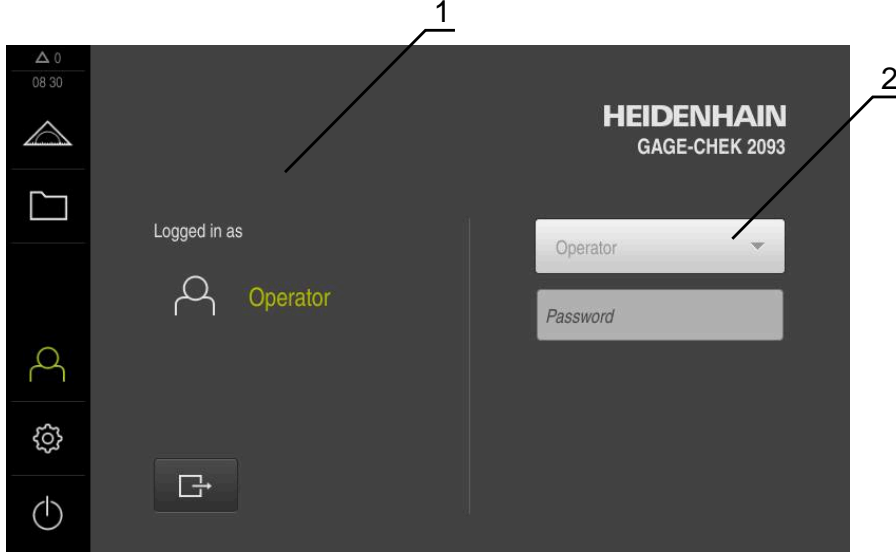 1
2
0
08 30
HEIDENHAIN
GAGE-CHEK 2093
Logged in as
Operator
Operator
Password